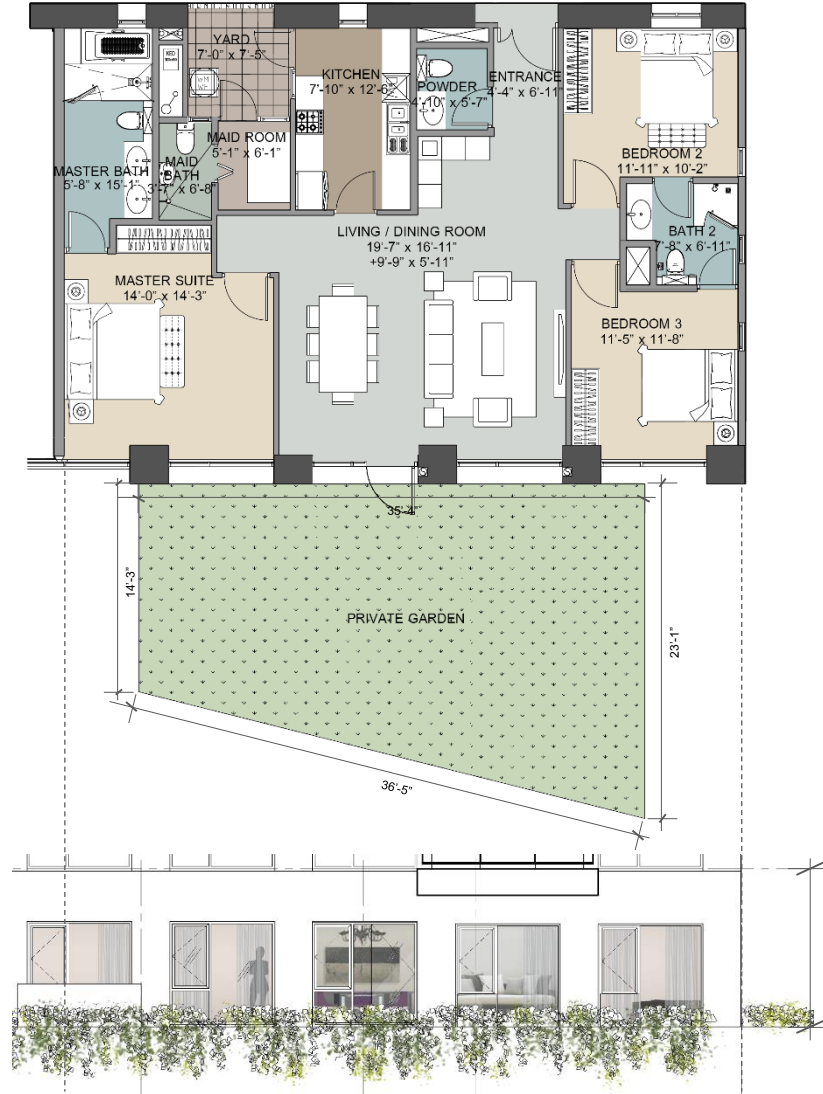 YARD
7'-0" x 7'-5"
KITCHEN
7'-10" x 12'-6"
POWDER
4'-10" x 5'-7"
ENTRANCE
4'-4" x 6'-11"
MAID ROOM
5'-1" x 6'-1"
MASTER BATH
5'-8" x 15'-1"
MAID
BATH
3'-7" x 6'-8"
BEDROOM 2
11'-11" x 10'-2"
BATH 2
7'-8" x 6'-11"
LIVING / DINING ROOM
19'-7" x 16'-11"
+9'-9" x 5'-11"
MASTER SUITE
14'-0" x 14'-3"
BEDROOM 3
11'-5" x 11'-8"
35'-4"
14'-3"
PRIVATE GARDEN
23'-1"
36'-5"